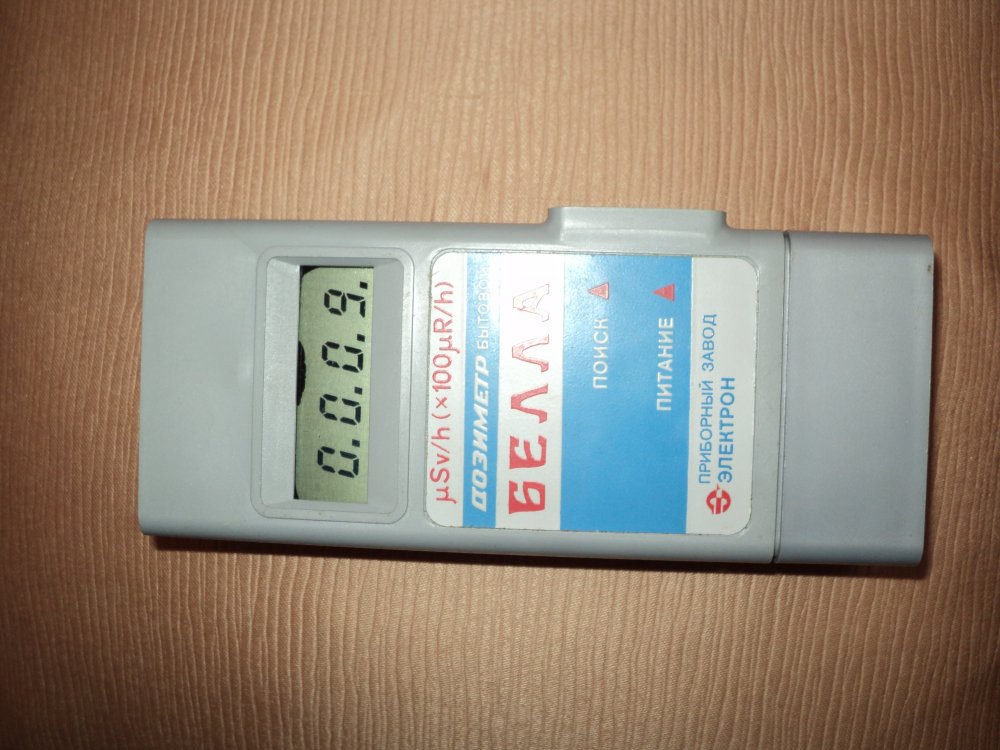 0.0.0.9.
µSv/h (×100µR/h)
ДОЗИМЕТР БЫТОВОЙ
БЕЛЛА
ПОИСК
ПИТАНИЕ
ПРИБОРНЫЙ ЗАВОД
ЭЛЕКТРОН